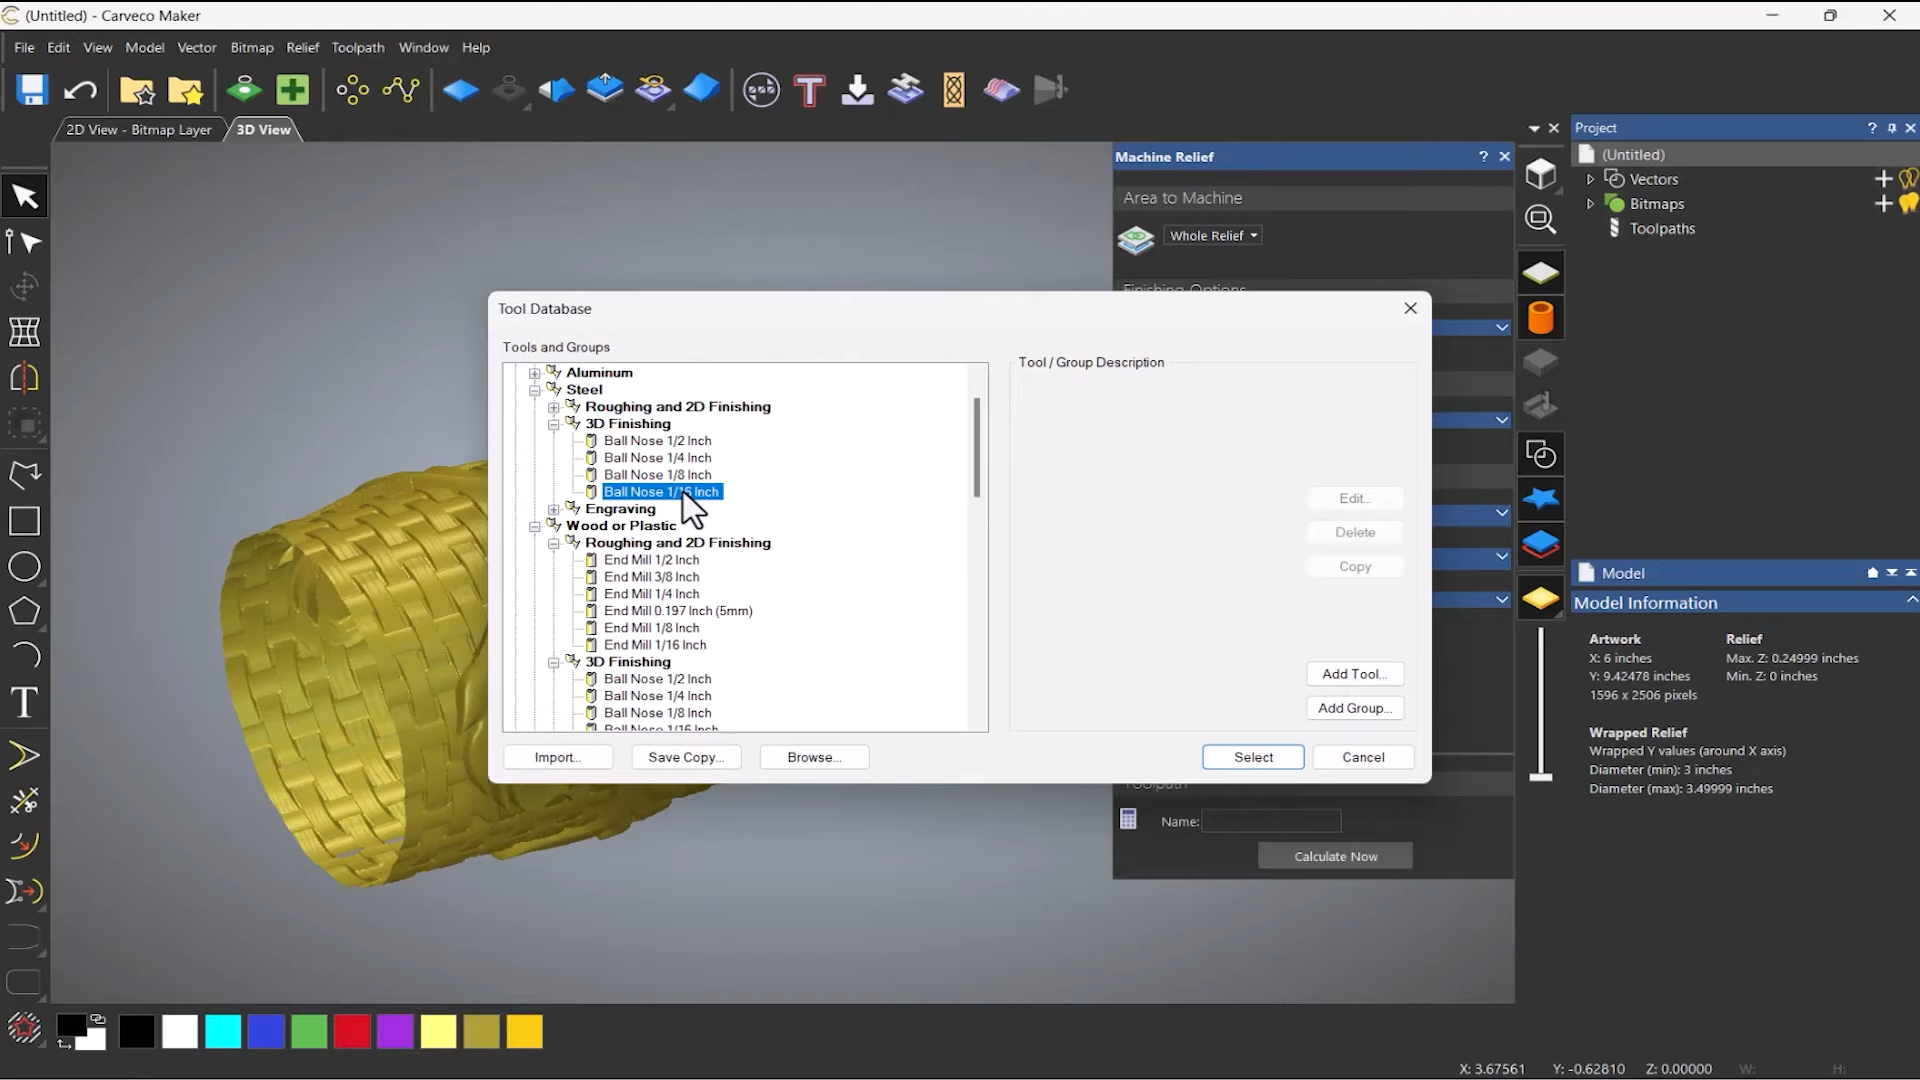 (Untitled) - Carveco Maker
File Edit View Model Vector Bitmap Relief Toolpath Window Help
2D View - Bitmap Layer
3D View
Machine Relief
Area to Machine
Whole Relief
Finishing Options
Tool Database
Tools and Groups
Aluminum
Steel
Roughing and 2D Finishing
3D Finishing
Ball Nose 1/2 Inch
Ball Nose 1/4 Inch
Ball Nose 1/8 Inch
Ball Nose 1/16 Inch
Engraving
Wood or Plastic
Roughing and 2D Finishing
End Mill 1/2 Inch
End Mill 3/8 Inch
End Mill 1/4 Inch
End Mill 0.197 Inch (5mm)
End Mill 1/8 Inch
End Mill 1/16 Inch
3D Finishing
Ball Nose 1/2 Inch
Ball Nose 1/4 Inch
Ball Nose 1/8 Inch
Ball Nose 1/16 Inch
Tool / Group Description
Edit...
Delete
Copy
Add Tool...
Add Group...
Import...
Save Copy...
Browse...
Select
Cancel
Toolpath
Name:
Calculate Now
Project
(Untitled)
Vectors
Bitmaps
Toolpaths
Model
Model Information
Artwork
X: 6 inches
Y: 9.42478 inches
1596 x 2506 pixels
Relief
Max. Z: 0.24999 inches
Min. Z: 0 inches
Wrapped Relief
Wrapped Y values (around X axis)
Diameter (min): 3 inches
Diameter (max): 3.49999 inches
X: 3.67561 Y: -0.62810 Z: 0.00000 W: H: